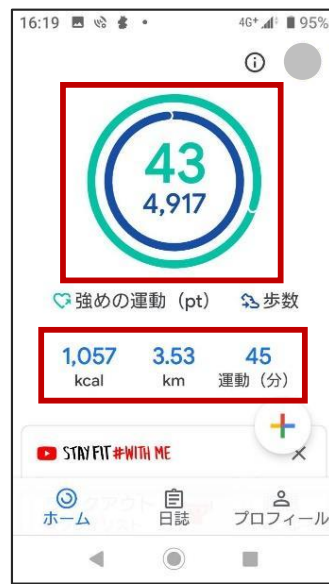 16:19 4G+ 95%
43
4,917
強めの運動（pt） 歩数
1,057 3.53 45
kcal km 運動（分）
STAY FIT #WITH ME
ホーム 日誌 プロフィール